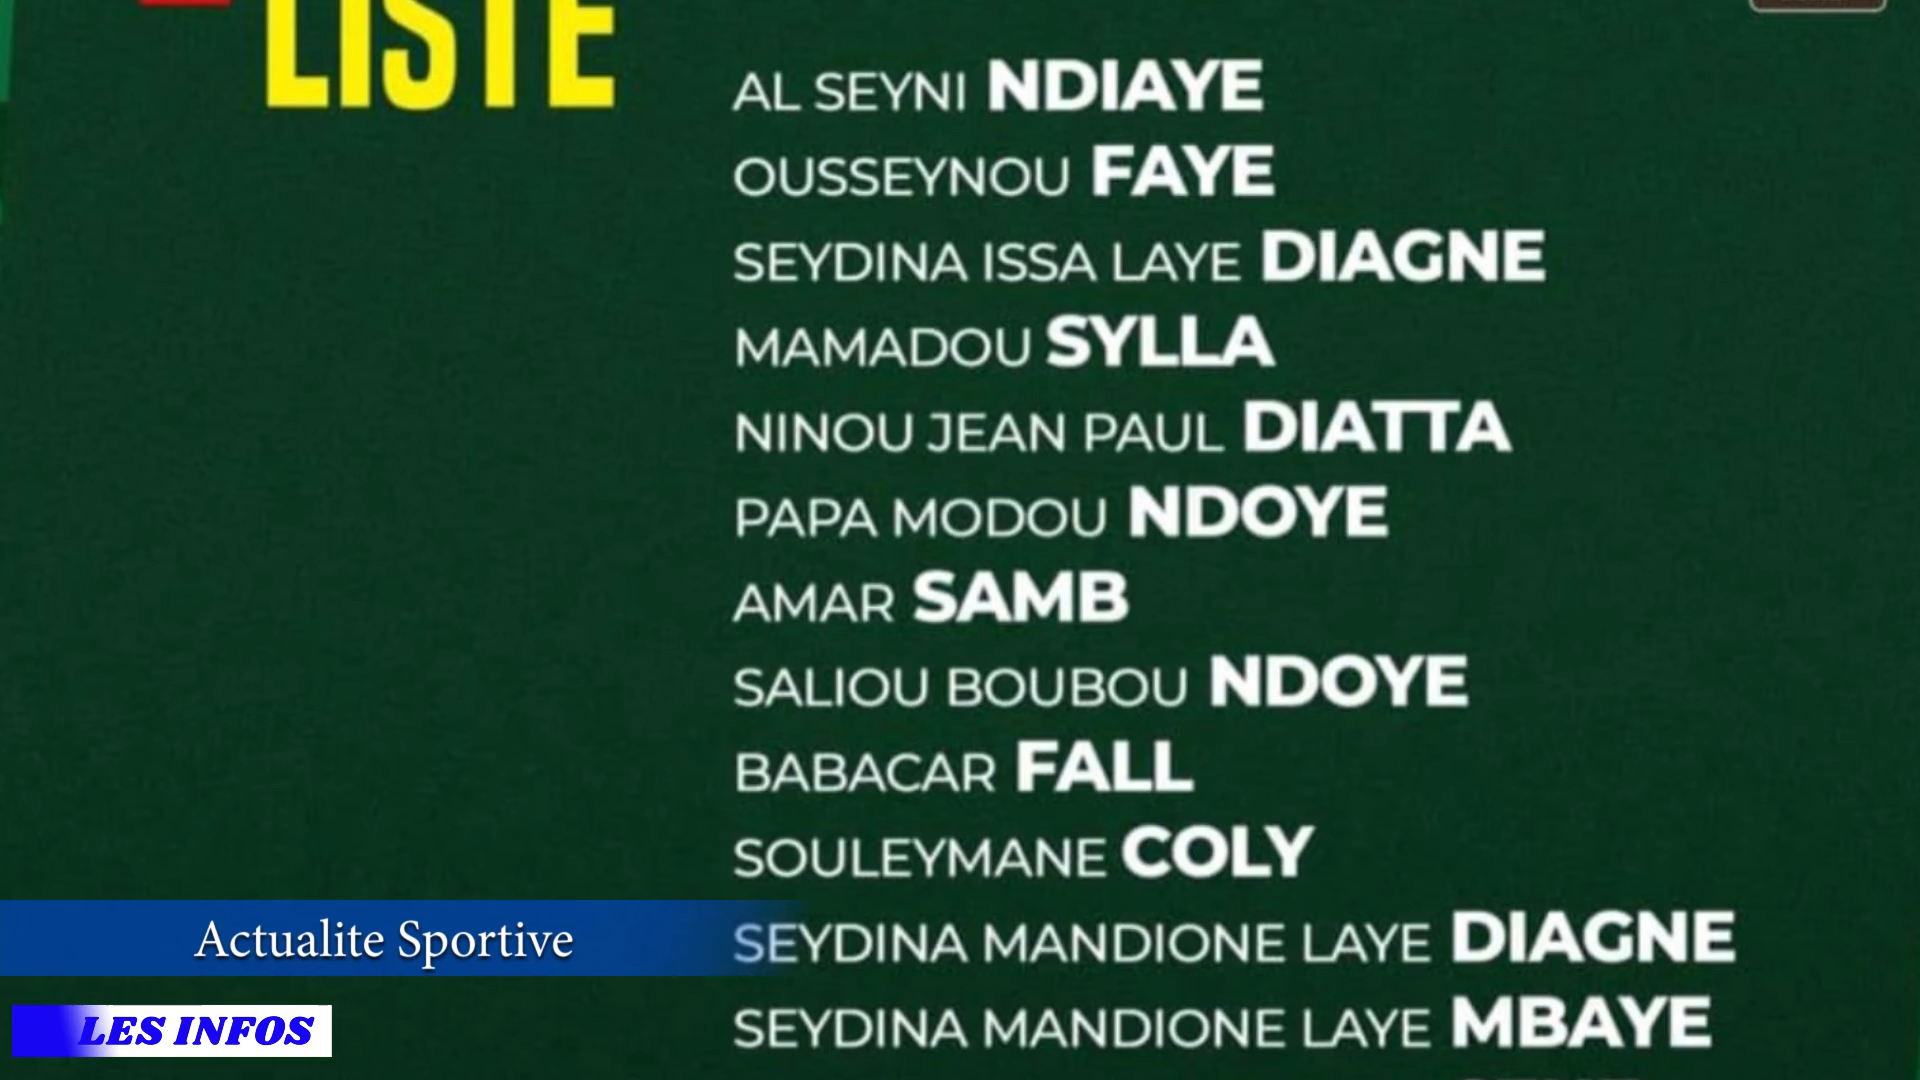 LISTE
AL SEYNI NDIAYE
OUSSEYNOU FAYE
SEYDINA ISSA LAYE DIAGNE
MAMADOU SYLLA
NINOU JEAN PAUL DIATTA
PAPA MODOU NDOYE
AMAR SAMB
SALIOU BOUBOU NDOYE
BABACAR FALL
SOULEYMANE COLY
SEYDINA MANDIONE LAYE DIAGNE
SEYDINA MANDIONE LAYE MBAYE
Actualite Sportive
LES INFOS